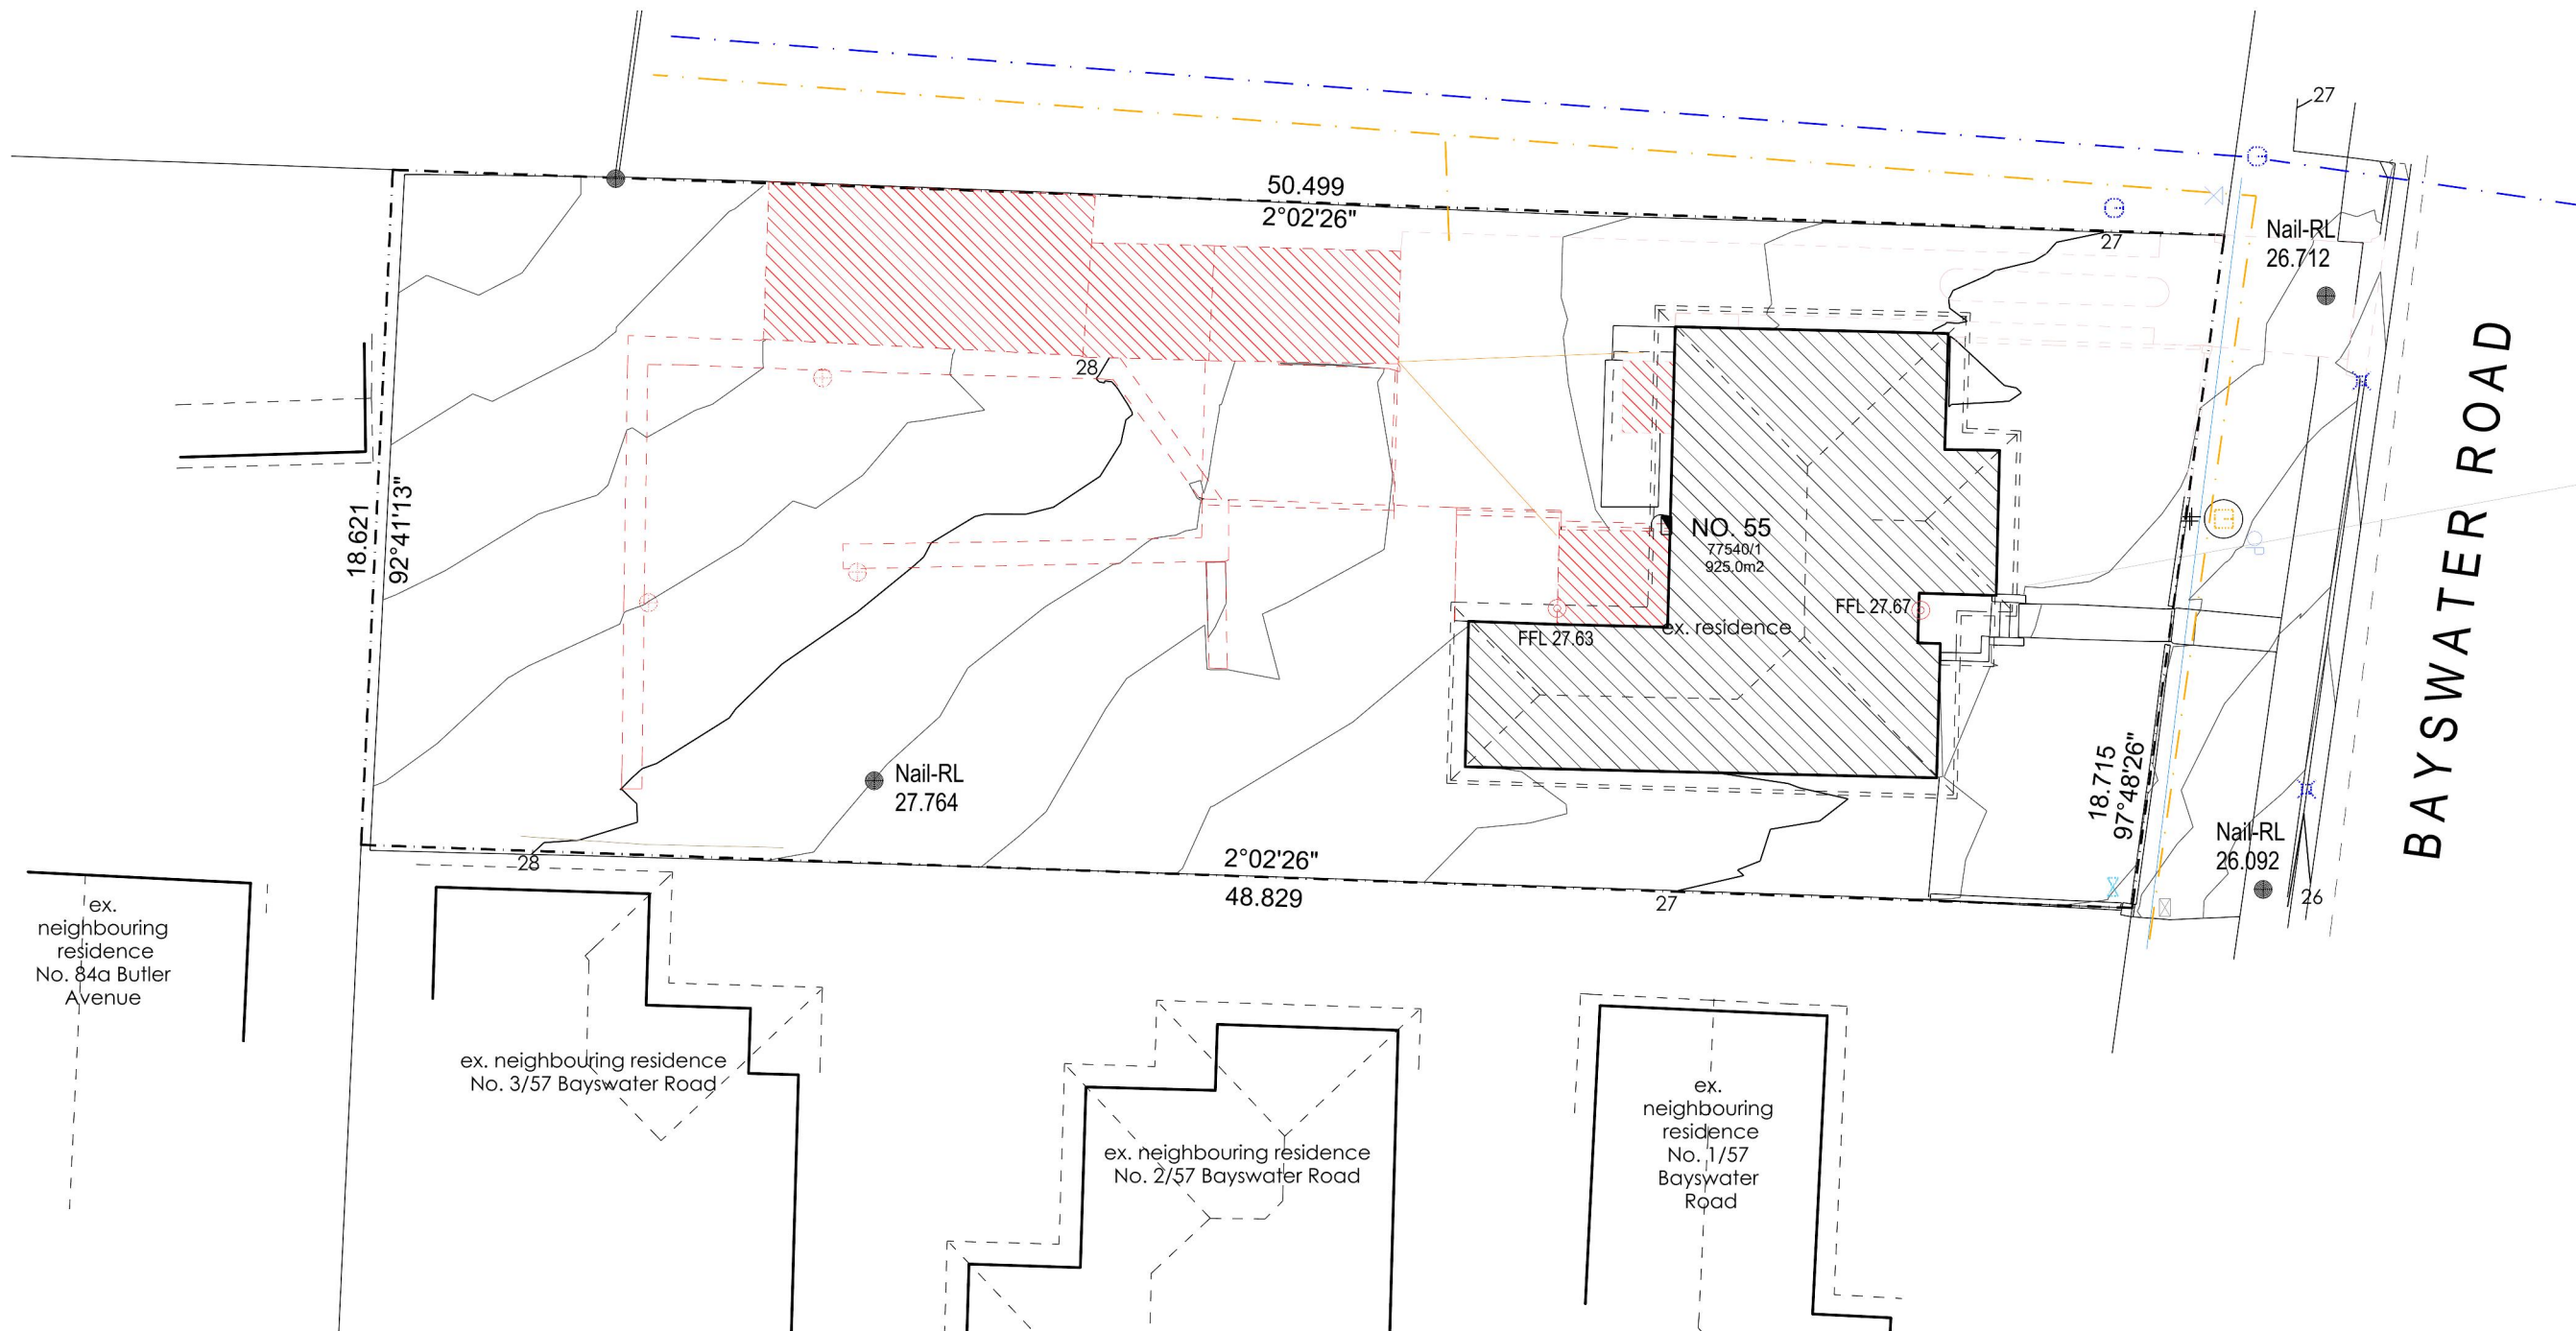 27
50.499
2°02'26"
27
Nail-RL
26.712
28
18.621
92°41'13"
NO. 55
77540/1
925.0m2
FFL 27.67
ex. residence
FFL 27.63
BAYSWATER ROAD
Nail-RL
27.764
18.715
97°48'26"
Nail-RL
26.092
26
28
2°02'26"
48.829
27
ex.
neighbouring
residence
No. 84a Butler
Avenue
ex. neighbouring residence
No. 3/57 Bayswater Road
ex. neighbouring residence
No. 2/57 Bayswater Road
ex.
neighbouring
residence
No. 1/57
Bayswater
Road